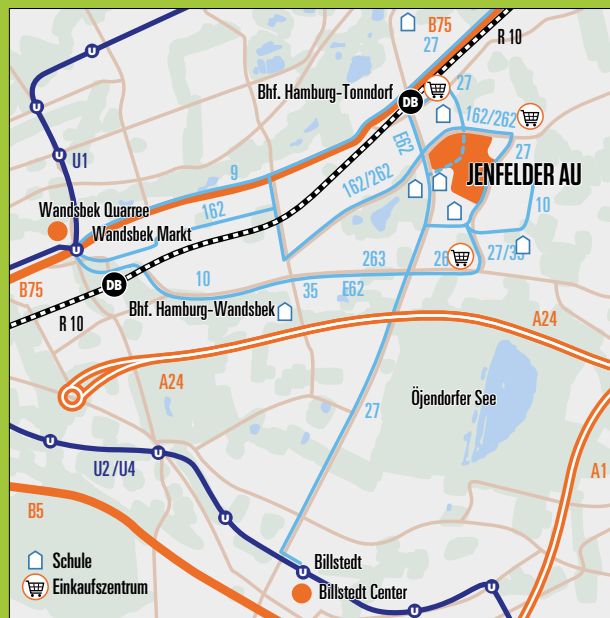 B75
27
R 10
Bhf. Hamburg-Tonndorf
DB
27
162/262
E62
U1
9
162/262
27
JENFELDER AU
162
10
Wandsbek Quarree
Wandsbek Markt
27/35
263
26
10
B75
DB
35
E62
Bhf. Hamburg-Wandsbek
R 10
A24
A24
Öjendorfer See
27
U2/U4
A1
B5
Schule
Billstedt
Einkaufszentrum
Billstedt Center
U
U
U
U
U
U
U
U
U
U